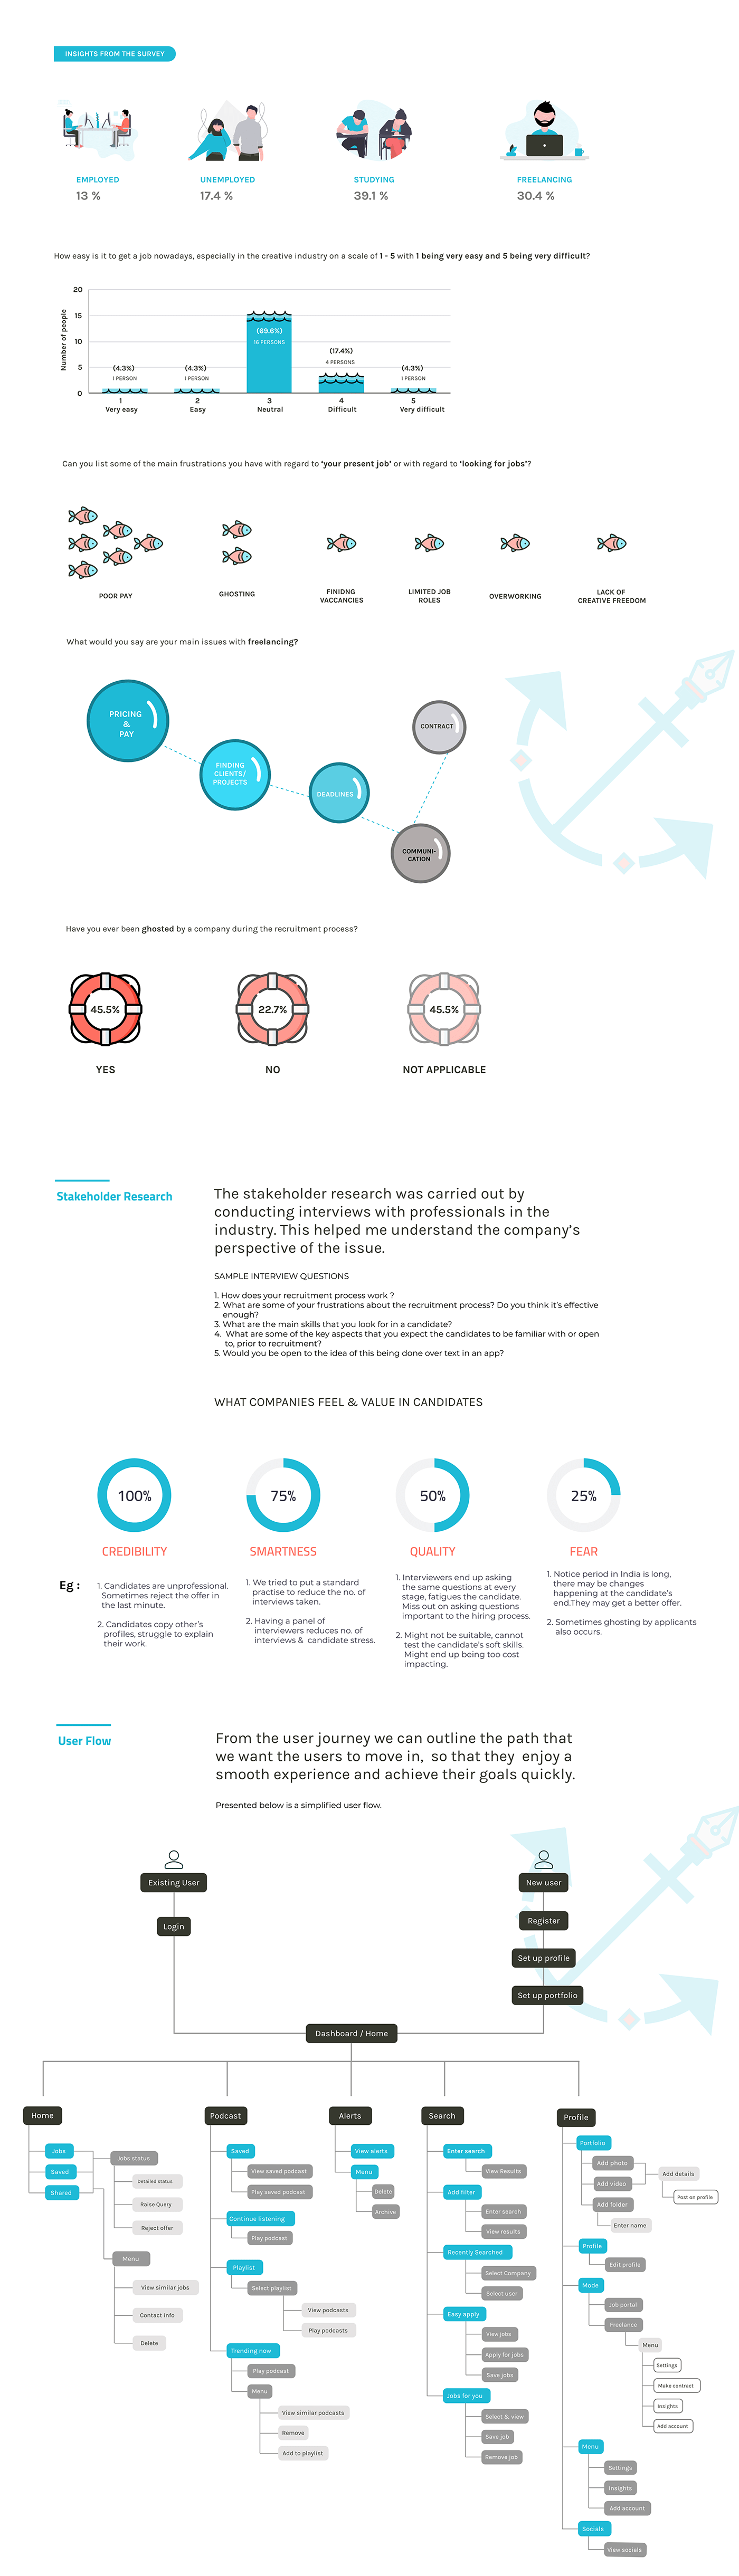 INSIGHTS FROM THE SURVEY
EMPLOYED
13 %
UNEMPLOYED
17.4 %
STUDYING
39.1 %
FREELANCING
30.4 %
How easy is it to get a job nowadays, especially in the creative industry on a scale of 1 - 5 with 1 being very easy and 5 being very difficult?
Number of people
20
15
10
5
0
(4.3%)
1 PERSON
(4.3%)
1 PERSON
(69.6%)
16 PERSONS
(17.4%)
4 PERSONS
(4.3%)
1 PERSON
1
Very easy
2
Easy
3
Neutral
4
Difficult
5
Very difficult
Can you list some of the main frustrations you have with regard to ‘your present job’ or with regard to ‘looking for jobs’?
POOR PAY
GHOSTING
FINIDNG
VACCANCIES
LIMITED JOB
ROLES
OVERWORKING
LACK OF
CREATIVE FREEDOM
What would you say are your main issues with freelancing?
PRICING
&
PAY
FINDING
CLIENTS/
PROJECTS
DEADLINES
CONTRACT
COMMUNI-
CATION
Have you ever been ghosted by a company during the recruitment process?
45.5%
YES
22.7%
NO
45.5%
NOT APPLICABLE
Stakeholder Research
The stakeholder research was carried out by
conducting interviews with professionals in the
industry. This helped me understand the company’s
perspective of the issue.
SAMPLE INTERVIEW QUESTIONS
1. How does your recruitment process work ?
2. What are some of your frustrations about the recruitment process? Do you think it’s effective
enough?
3. What are the main skills that you look for in a candidate?
4. What are some of the key aspects that you expect the candidates to be familiar with or open
to, prior to recruitment?
5. Would you be open to the idea of this being done over text in an app?
WHAT COMPANIES FEEL & VALUE IN CANDIDATES
100%
75%
50%
25%
CREDIBILITY
SMARTNESS
QUALITY
FEAR
Eg :
1. Candidates are unprofessional.
Sometimes reject the offer in
the last minute.
2. Candidates copy other’s
profiles, struggle to explain
their work.
1. We tried to put a standard
practise to reduce the no. of
interviews taken.
2. Having a panel of
interviewers reduces no. of
interviews & candidate stress.
1. Interviewers end up asking
the same questions at every
stage, fatigues the candidate.
Miss out on asking questions
important to the hiring process.
2. Might not be suitable, cannot
test the candidate’s soft skills.
Might end up being too cost
impacting.
1. Notice period in India is long,
there may be changes
happening at the candidate’s
end.They may get a better offer.
2. Sometimes ghosting by applicants
also occurs.
User Flow
From the user journey we can outline the path that
we want the users to move in, so that they enjoy a
smooth experience and achieve their goals quickly.
Presented below is a simplified user flow.
Existing User
Login
New user
Register
Set up profile
Set up portfolio
Dashboard / Home
Home
Jobs
Saved
Shared
Jobs status
Detailed status
Raise Query
Reject offer
Menu
View similar jobs
Contact info
Delete
Podcast
Saved
View saved podcast
Play saved podcast
Continue listening
Play podcast
Playlist
Select playlist
View podcasts
Play podcasts
Trending now
Play podcast
Menu
View similar podcasts
Remove
Add to playlist
Alerts
View alerts
Menu
Delete
Archive
Search
Enter search
View Results
Add filter
Enter search
View results
Recently Searched
Select Company
Select user
Easy apply
View jobs
Apply for jobs
Save jobs
Jobs for you
Select & view
Save job
Remove job
Profile
Portfolio
Add photo
Add video
Add folder
Add details
Post on profile
Enter name
Profile
Edit profile
Mode
Job portal
Freelance
Menu
Settings
Make contract
Insights
Add account
Menu
Settings
Insights
Add account
Socials
View socials